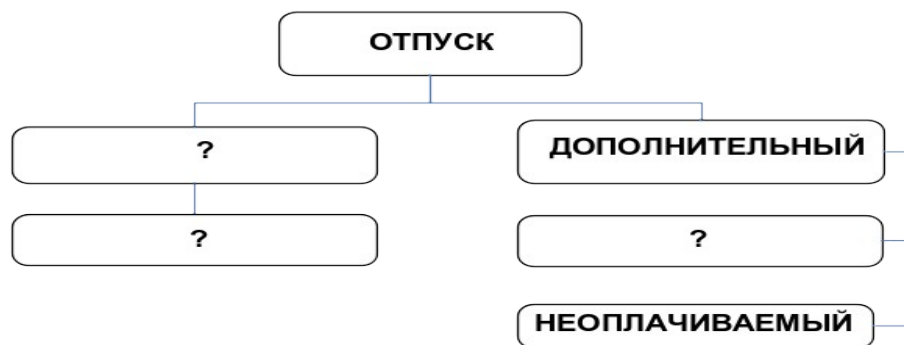 ОТПУСК
?
ДОПОЛНИТЕЛЬНЫЙ
?
?
НЕОПЛАЧИВАЕМЫЙ